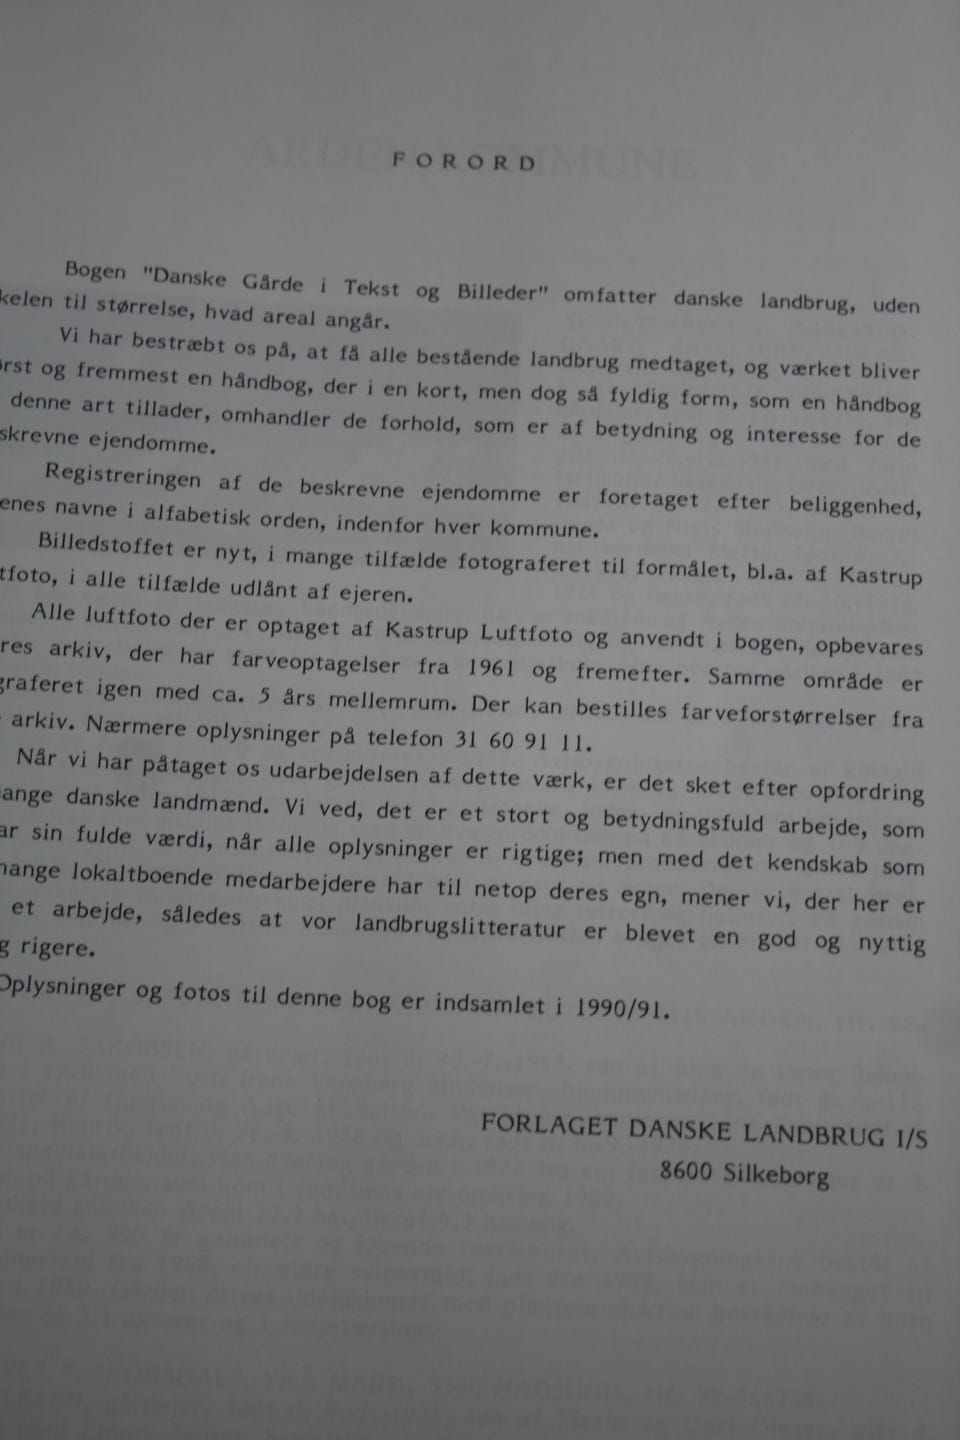 FORORD
Bogen "Danske Gårde i Tekst og Billeder" omfatter danske landbrug, uden
kelen til størrelse, hvad areal angår.
Vi har bestræbt os på, at få alle bestående landbrug medtaget, og værket bliver
ørst og fremmest en håndbog, der i en kort, men dog så fyldig form, som en håndbog
denne art tillader, omhandler de forhold, som er af betydning og interesse for de
skrevne ejendomme.
Registreringen af de beskrevne ejendomme er foretaget efter beliggenhed,
enes navne i alfabetisk orden, indenfor hver kommune.
Billedstoffet er nyt, i mange tilfælde fotograferet til formålet, bl.a. af Kastrup
tfoto, i alle tilfælde udlånt af ejeren.
Alle luftfoto der er optaget af Kastrup Luftfoto og anvendt i bogen, opbevares
res arkiv, der har farveoptagelser fra 1961 og fremefter. Samme område er
graferet igen med ca. 5 års mellemrum. Der kan bestilles farveforstørrelser fra
arkiv. Nærmere oplysninger på telefon 31 60 91 11.
Når vi har påtaget os udarbejdelsen af dette værk, er det sket efter opfordring
ange danske landmænd. Vi ved, det er et stort og betydningsfuld arbejde, som
ar sin fulde værdi, når alle oplysninger er rigtige; men med det kendskab som
nange lokaltboende medarbejdere har til netop deres egn, mener vi, der her er
et arbejde, således at vor landbrugslitteratur er blevet en god og nyttig
g rigere.
Oplysninger og fotos til denne bog er indsamlet i 1990/91.
FORLAGET DANSKE LANDBRUG I/S
8600 Silkeborg